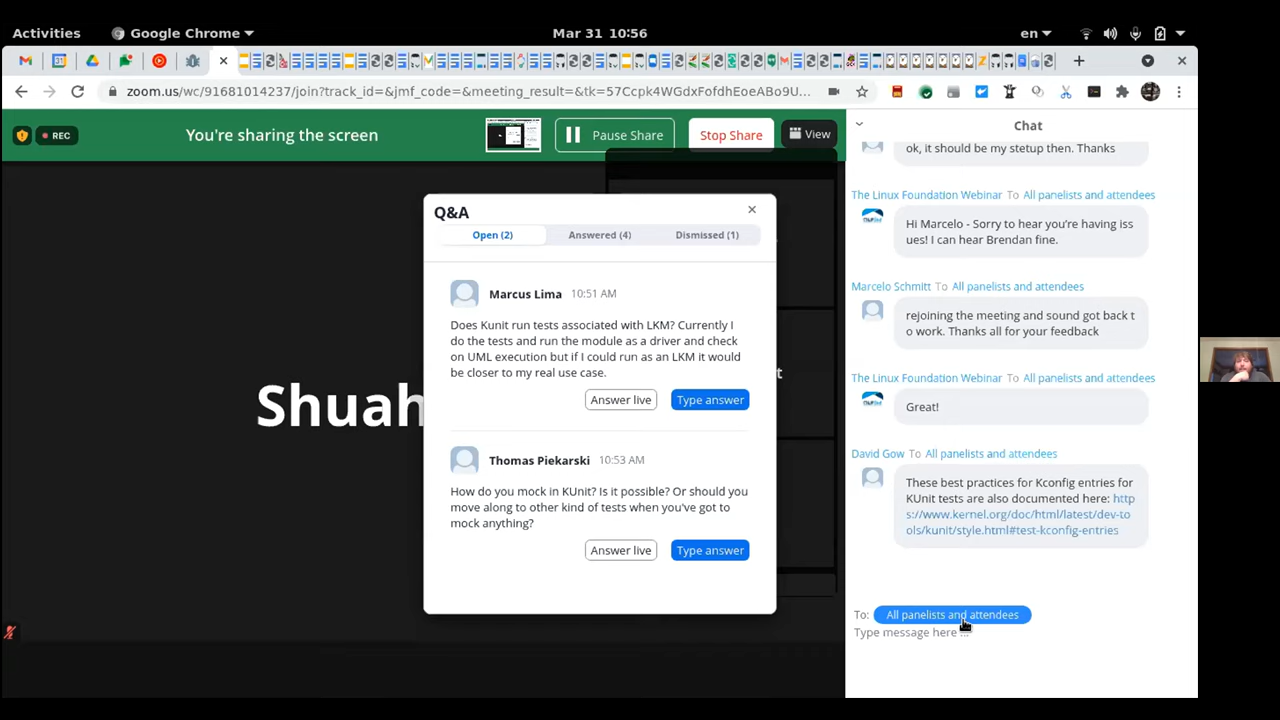 Activities
Google Chrome
Mar 31 10:56
en
zoom.us/wc/91681014237/join?track_id=&jmf_code=&meeting_result=&tk=57Ccpk4WGdxFofdhEoeABo9U...
REC
You're sharing the screen
Pause Share
Stop Share
View
Shuah
t
Q&A
Open (2)
Answered (4)
Dismissed (1)
Marcus Lima 10:51 AM
Does Kunit run tests associated with LKM? Currently I
do the tests and run the module as a driver and check
on UML execution but if I could run as an LKM it would
be closer to my real use case.
Answer live
Type answer
Thomas Piekarski 10:53 AM
How do you mock in KUnit? Is it possible? Or should you
move along to other kind of tests when you've got to
mock anything?
Answer live
Type answer
Chat
ok, it should be my stetup then. Thanks
The Linux Foundation Webinar To All panelists and attendees
Hi Marcelo - Sorry to hear you're having iss
ues! I can hear Brendan fine.
Marcelo Schmitt To All panelists and attendees
rejoining the meeting and sound got back t
o work. Thanks all for your feedback
The Linux Foundation Webinar To All panelists and attendees
Great!
David Gow To All panelists and attendees
These best practices for Kconfig entries for
KUnit tests are also documented here: http
s://www.kernel.org/doc/html/latest/dev-to
ols/kunit/style.html#test-kconfig-entries
To: All panelists and attendees
Type message here ...